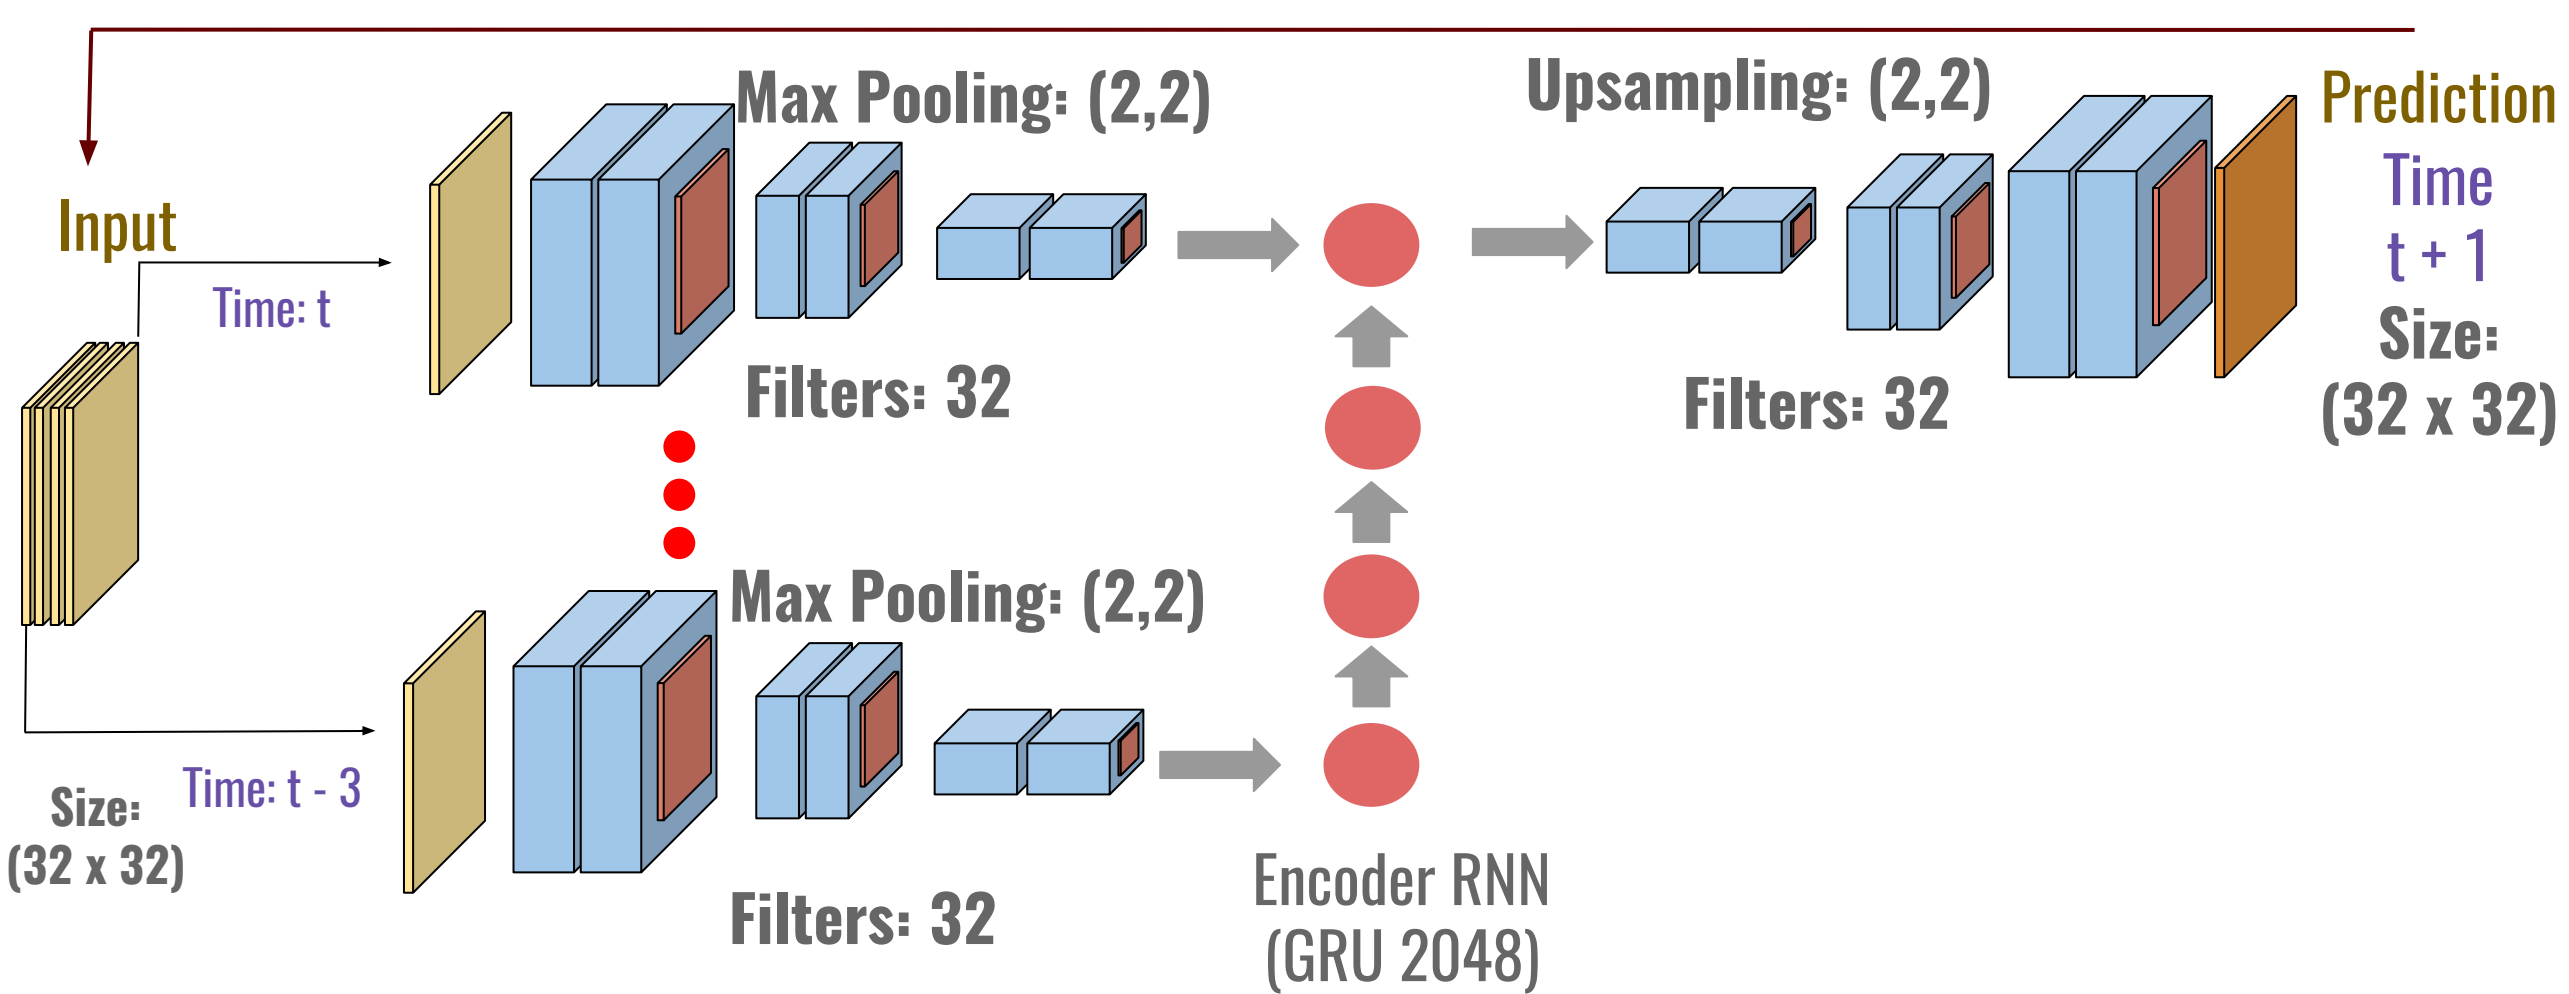 Max Pooling: (2,2)
Upsampling: (2,2)
Prediction
Time
t + 1
Size:
(32 x 32)
Input
Time: t
Filters: 32
Filters: 32
Max Pooling: (2,2)
Time: t - 3
Size:
(32 x 32)
Filters: 32
Encoder RNN
(GRU 2048)